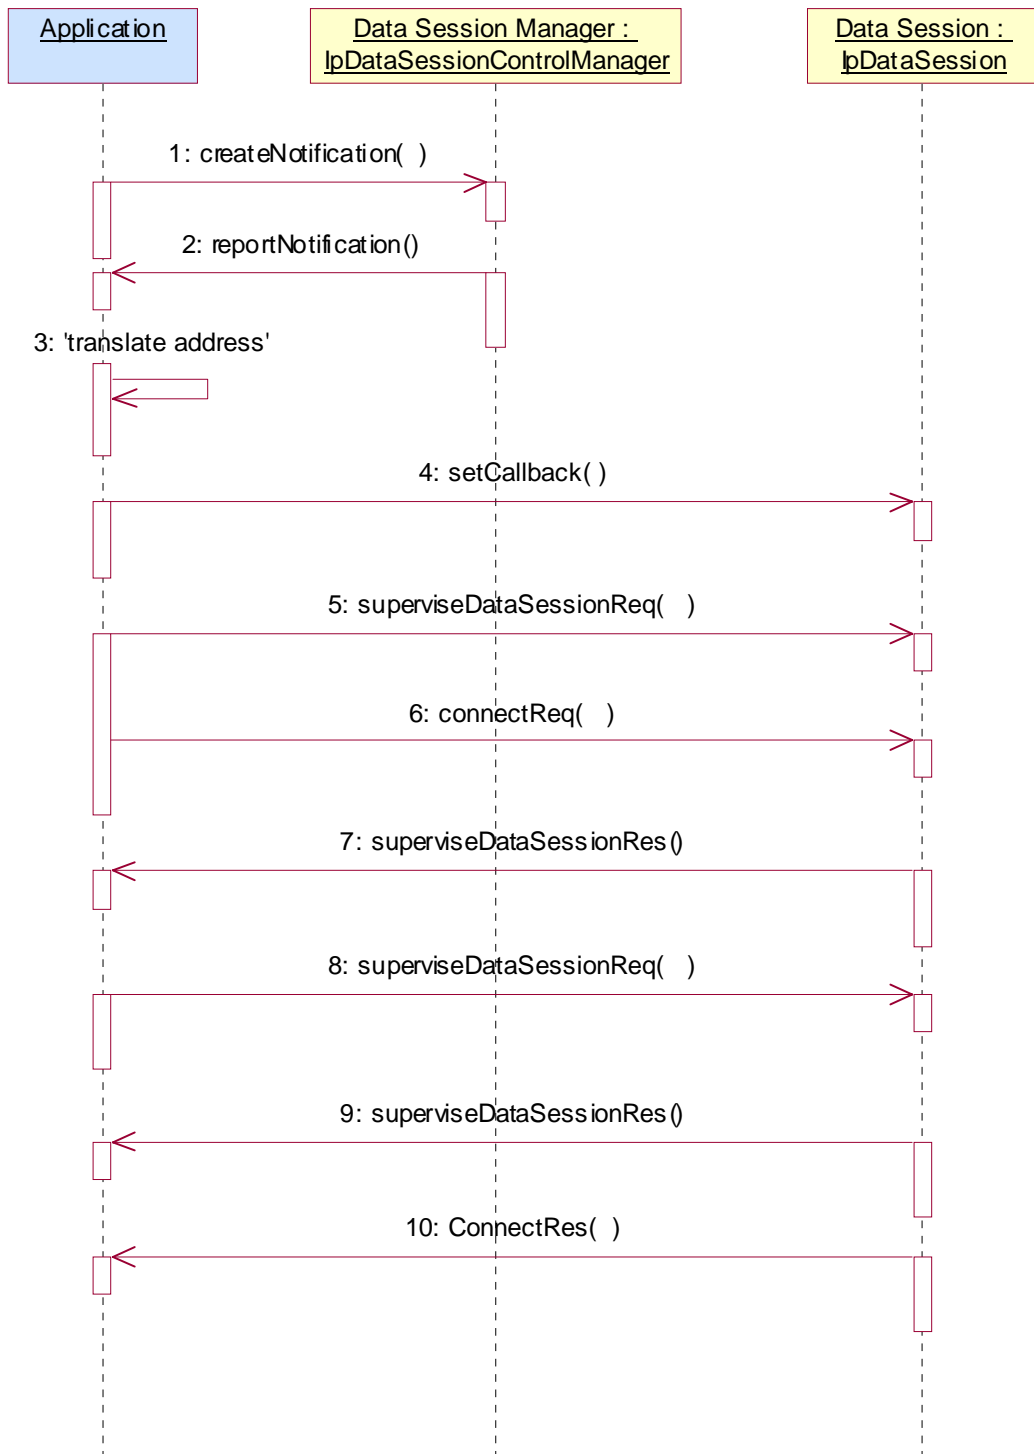 Application
Data Session Manager :
IpDataSessionControlManager
Data Session :
IpDataSession
1: createNotification( )
2: reportNotification()
3: 'translate address'
4: setCallback( )
5: superviseDataSessionReq( )
6: connectReq( )
7: superviseDataSessionRes()
8: superviseDataSessionReq( )
9: superviseDataSessionRes()
10: ConnectRes( )